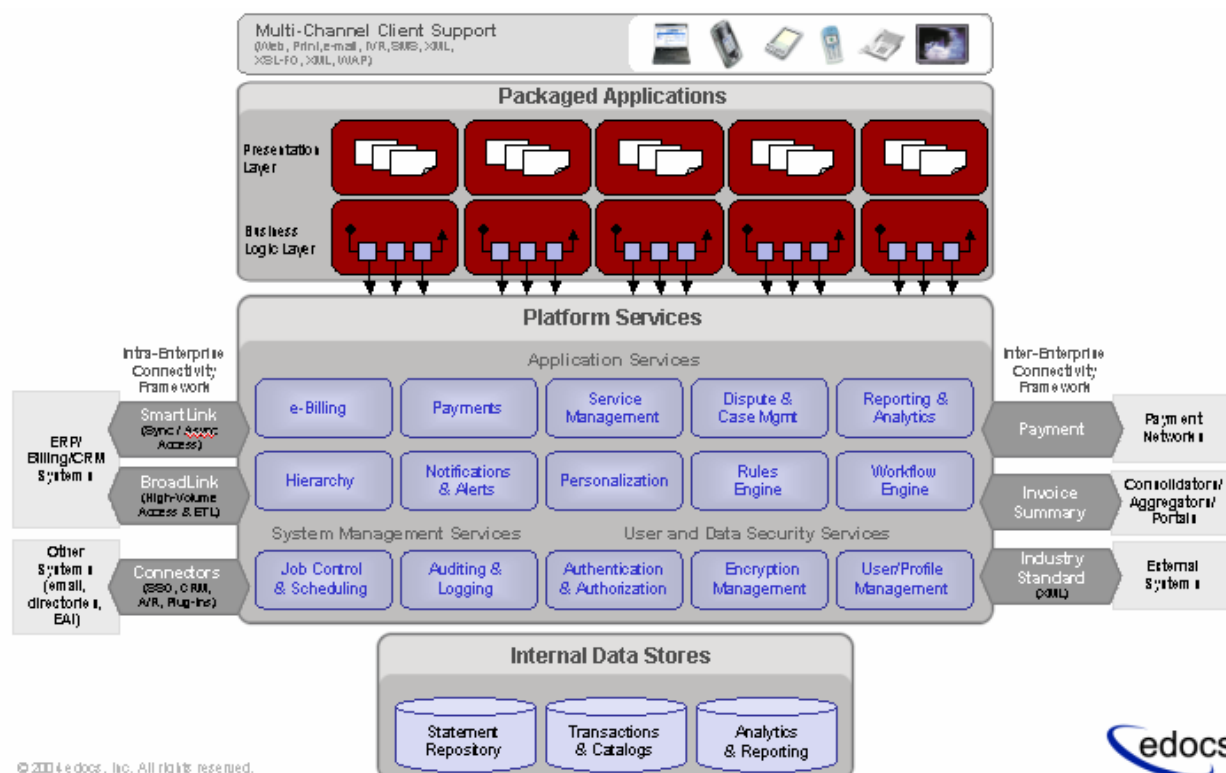 Multi-Channel Client Support
(Web, Print, e-mail, IVR, SMS, XML,
XSL-FO, XML, WAP)
Packaged Applications
Presentation
Layer
Business
Logic Layer
Platform Services
Application Services
Intra-Enterprise
Connectivity
Framework
Inter-Enterprise
Connectivity
Framework
ERP/
Billing/CRM
Systems
SmartLink
(Sync / Async
Access)
BroadLink
(High-Volume
Access & ETL)
Other
Systems
(email,
directories,
EAI)
Connectors
(SSO, CRM,
A/R, Plug-ins)
e-Billing
Payments
Service
Management
Dispute &
Case Mgmt
Reporting &
Analytics
Hierarchy
Notifications
& Alerts
Personalization
Rules
Engine
Workflow
Engine
System Management Services
User and Data Security Services
Job Control
& Scheduling
Auditing &
Logging
Authentication
& Authorization
Encryption
Management
User/Profile
Management
Payment
Payment
Networks
Invoice
Summary
Consolidators/
Aggregators/
Portals
Industry
Standard
(XML)
External
Systems
Internal Data Stores
Statement
Repository
Transactions
& Catalogs
Analytics
& Reporting
edocs
© 2004 edocs, Inc. All rights reserved.